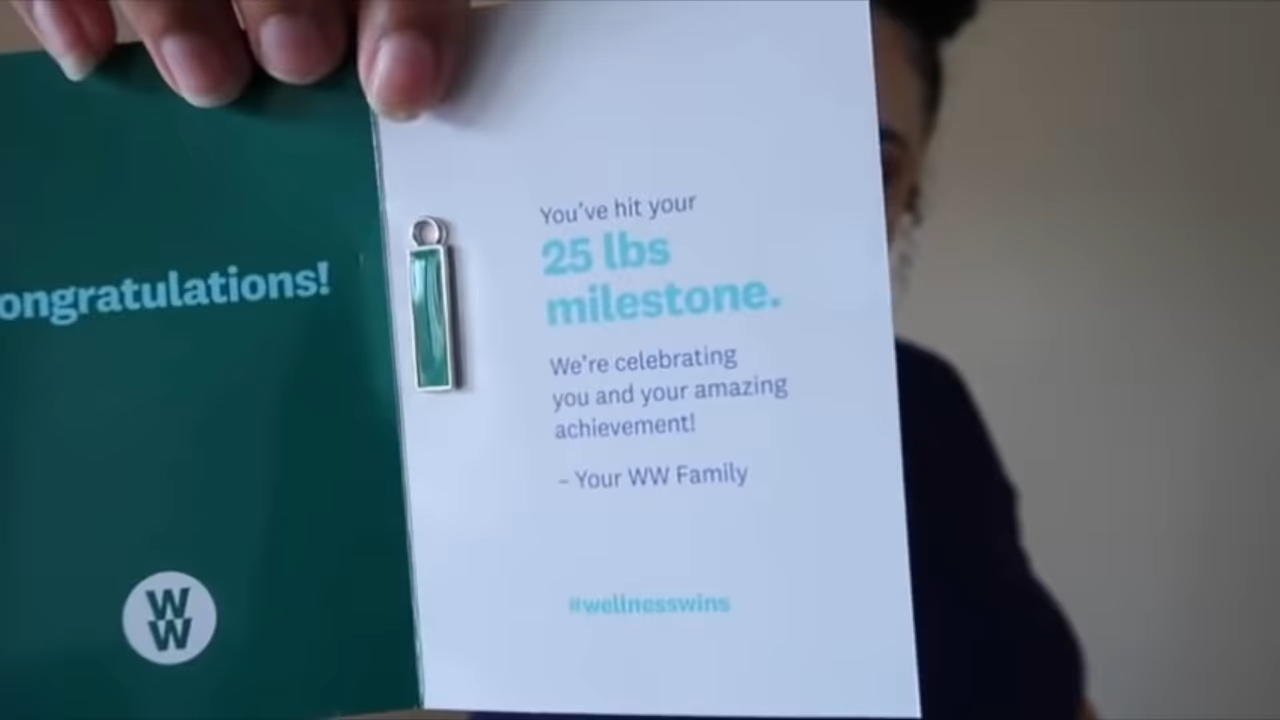 ongratulations!
W
W
You've hit your
25 lbs
milestone.
We're celebrating
you and your amazing
achievement!
– Your WW Family
#wellnesswins